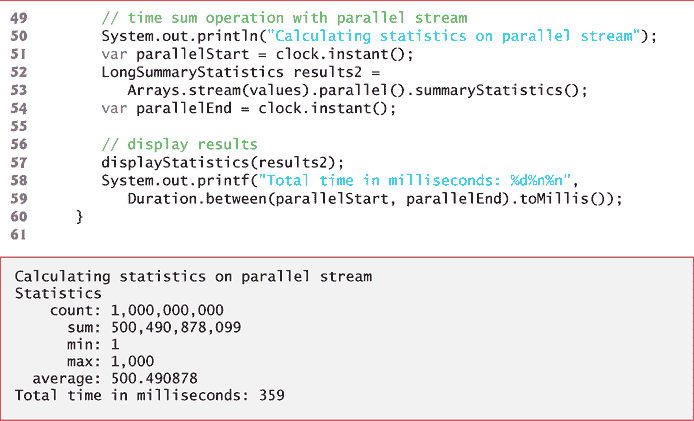 49 // time sum operation with parallel stream
50 System.out.println("Calculating statistics on parallel stream");
51 var parallelStart = clock.instant();
52 LongSummaryStatistics results2 =
53 Arrays.stream(values).parallel().summaryStatistics();
54 var parallelEnd = clock.instant();
55
56 // display results
57 displayStatistics(results2);
58 System.out.printf("Total time in milliseconds: %d%n%n",
59 Duration.between(parallelStart, parallelEnd).toMillis());
60 }
61
Calculating statistics on parallel stream
Statistics
count: 1,000,000,000
sum: 500,490,878,099
min: 1
max: 1,000
average: 500.490878
Total time in milliseconds: 359